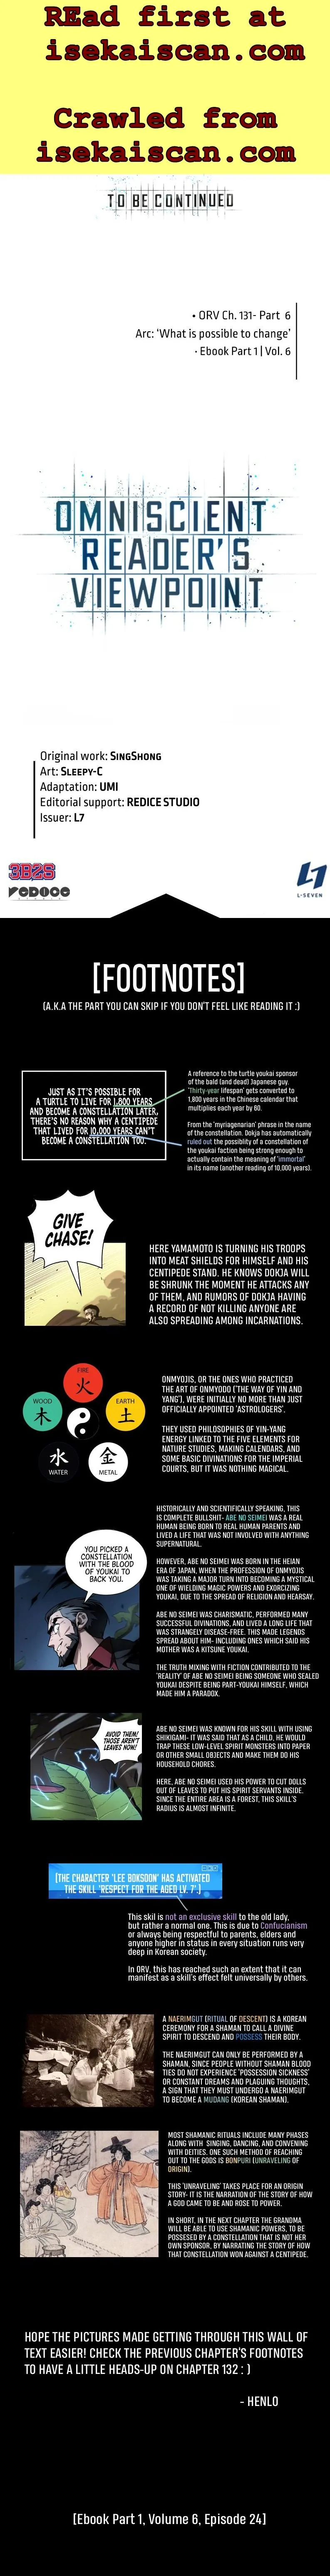 REad first at
isekaiscan.com
Crawled from
isekaiscan.com
TO BE CONTINUED
• ORV Ch. 131- Part 6
Arc: ‘What is possible to change’
· Ebook Part 1 | Vol. 6
OMNISCIENT
READER'S
VIEWPOINT
Original work: SINGSHONG
Art: SLEEPY-C
Adaptation: UMI
Editorial support: REDICE STUDIO
Issuer: L7
3B2S
REDICE
L7
L-SEVEN
[FOOTNOTES]
(A.K.A THE PART YOU CAN SKIP IF YOU DON'T FEEL LIKE READING IT :)
JUST AS IT'S POSSIBLE FOR
A TURTLE TO LIVE FOR 1,800 YEARS
AND BECOME A CONSTELLATION LATER,
THERE'S NO REASON WHY A CENTIPEDE
THAT LIVED FOR 10,000 YEARS CAN'T
BECOME A CONSTELLATION TOO.
A reference to the turtle youkai sponsor
of the bald (and dead) Japanese guy.
'Thirty-year lifespan' gets converted to
1,800 years in the Chinese calendar that
multiplies each year by 60.
From the 'myriagenarian' phrase in the name
of the constellation. Dokja has automatically
ruled out the possiblity of a constellation of
the youkai faction being strong enough to
actually contain the meaning of 'immortal'
in its name (another reading of 10,000 years).
GIVE
CHASE!
HERE YAMAMOTO IS TURNING HIS TROOPS
INTO MEAT SHIELDS FOR HIMSELF AND HIS
CENTIPEDE STAND. HE KNOWS DOKJA WILL
BE SHRUNK THE MOMENT HE ATTACKS ANY
OF THEM, AND RUMORS OF DOKJA HAVING
A RECORD OF NOT KILLING ANYONE ARE
ALSO SPREADING AMONG INCARNATIONS.
FIRE
火
WOOD
木
EARTH
土
水
WATER
金
METAL
ONMYOJIS, OR THE ONES WHO PRACTICED
THE ART OF ONMYODO ('THE WAY OF YIN AND
YANG'), WERE INITIALLY NO MORE THAN JUST
OFFICIALLY APPOINTED 'ASTROLOGERS'.
THEY USED PHILOSOPHIES OF YIN-YANG
ENERGY LINKED TO THE FIVE ELEMENTS FOR
NATURE STUDIES, MAKING CALENDARS, AND
SOME BASIC DIVINATIONS FOR THE IMPERIAL
COURTS, BUT IT WAS NOTHING MAGICAL.
HISTORICALLY AND SCIENTIFICALLY SPEAKING, THIS
IS COMPLETE BULLSHIT- ABE NO SEIMEI WAS A REAL
HUMAN BEING BORN TO REAL HUMAN PARENTS AND
LIVED A LIFE THAT WAS NOT INVOLVED WITH ANYTHING
SUPERNATURAL.
YOU PICKED A
CONSTELLATION
WITH THE BLOOD
OF YOUKAI TO
BACK YOU.
HOWEVER, ABE NO SEIMEI WAS BORN IN THE HEIAN
ERA OF JAPAN, WHEN THE PROFESSION OF ONMYOJIS
WAS TAKING A MAJOR TURN INTO BECOMING A MYSTICAL
ONE OF WIELDING MAGIC POWERS AND EXORCIZING
YOUKAI, DUE TO THE SPREAD OF RELIGION AND HEARSAY.
ABE NO SEIMEI WAS CHARISMATIC, PERFORMED MANY
SUCCESSFUL DIVINATIONS, AND LIVED A LONG LIFE THAT
WAS STRANGELY DISEASE-FREE. THIS MADE LEGENDS
SPREAD ABOUT HIM- INCLUDING ONES WHICH SAID HIS
MOTHER WAS A KITSUNE YOUKAI.
THE TRUTH MIXING WITH FICTION CONTRIBUTED TO THE
'REALITY' OF ABE NO SEIMEI BEING SOMEONE WHO SEALED
YOUKAI DESPITE BEING PART-YOUKAI HIMSELF, WHICH
MADE HIM A PARADOX.
AVOID THEM!
THOSE AREN'T
LEAVES NOW!
ABE NO SEIMEI WAS KNOWN FOR HIS SKILL WITH USING
SHIKIGAMI- IT WAS SAID THAT AS A CHILD, HE WOULD
TRAP THESE LOW-LEVEL SPIRIT MONSTERS INTO PAPER
OR OTHER SMALL OBJECTS AND MAKE THEM DO HIS
HOUSEHOLD CHORES.
HERE, ABE NO SEIMEI USED HIS POWER TO CUT DOLLS
OUT OF LEAVES TO PUT HIS SPIRIT SERVANTS INSIDE.
SINCE THE ENTIRE AREA IS A FOREST, THIS SKILL'S
RADIUS IS ALMOST INFINITE.
[THE CHARACTER 'LEE BOKSOON' HAS ACTIVATED
THE SKILL 'RESPECT FOR THE AGED LV. 7'.]
This skil is not an exclusive skill to the old lady,
but rather a normal one. This is due to Confucianism
or always being respectful to parents, elders and
anyone higher in status in every situation runs very
deep in Korean society.
In ORV, this has reached such an extent that it can
manifest as a skill's effect felt universally by others.
A NAERIMGUT (RITUAL OF DESCENT) IS A KOREAN
CEREMONY FOR A SHAMAN TO CALL A DIVINE
SPIRIT TO DESCEND AND POSSESS THEIR BODY.
THE NAERIMGUT CAN ONLY BE PERFORMED BY A
SHAMAN, SINCE PEOPLE WITHOUT SHAMAN BLOOD
TIES DO NOT EXPERIENCE 'POSSESSION SICKNESS'
OR CONSTANT DREAMS AND PLAGUING THOUGHTS,
A SIGN THAT THEY MUST UNDERGO A NAERIMGUT
TO BECOME A MUDANG (KOREAN SHAMAN).
MOST SHAMANIC RITUALS INCLUDE MANY PHASES
ALONG WITH SINGING, DANCING, AND CONVENING
WITH DEITIES. ONE SUCH METHOD OF REACHING
OUT TO THE GODS IS BONPURI (UNRAVELING OF
ORIGIN).
THIS 'UNRAVELING' TAKES PLACE FOR AN ORIGIN
STORY- IT IS THE NARRATION OF THE STORY OF HOW
A GOD CAME TO BE AND ROSE TO POWER.
IN SHORT, IN THE NEXT CHAPTER THE GRANDMA
WILL BE ABLE TO USE SHAMANIC POWERS, TO BE
POSSESED BY A CONSTELLATION THAT IS NOT HER
OWN SPONSOR, BY NARRATING THE STORY OF HOW
THAT CONSTELLATION WON AGAINST A CENTIPEDE.
HOPE THE PICTURES MADE GETTING THROUGH THIS WALL OF
TEXT EASIER! CHECK THE PREVIOUS CHAPTER'S FOOTNOTES
TO HAVE A LITTLE HEADS-UP ON CHAPTER 132 : )
- HENLO
[Ebook Part 1, Volume 6, Episode 24]